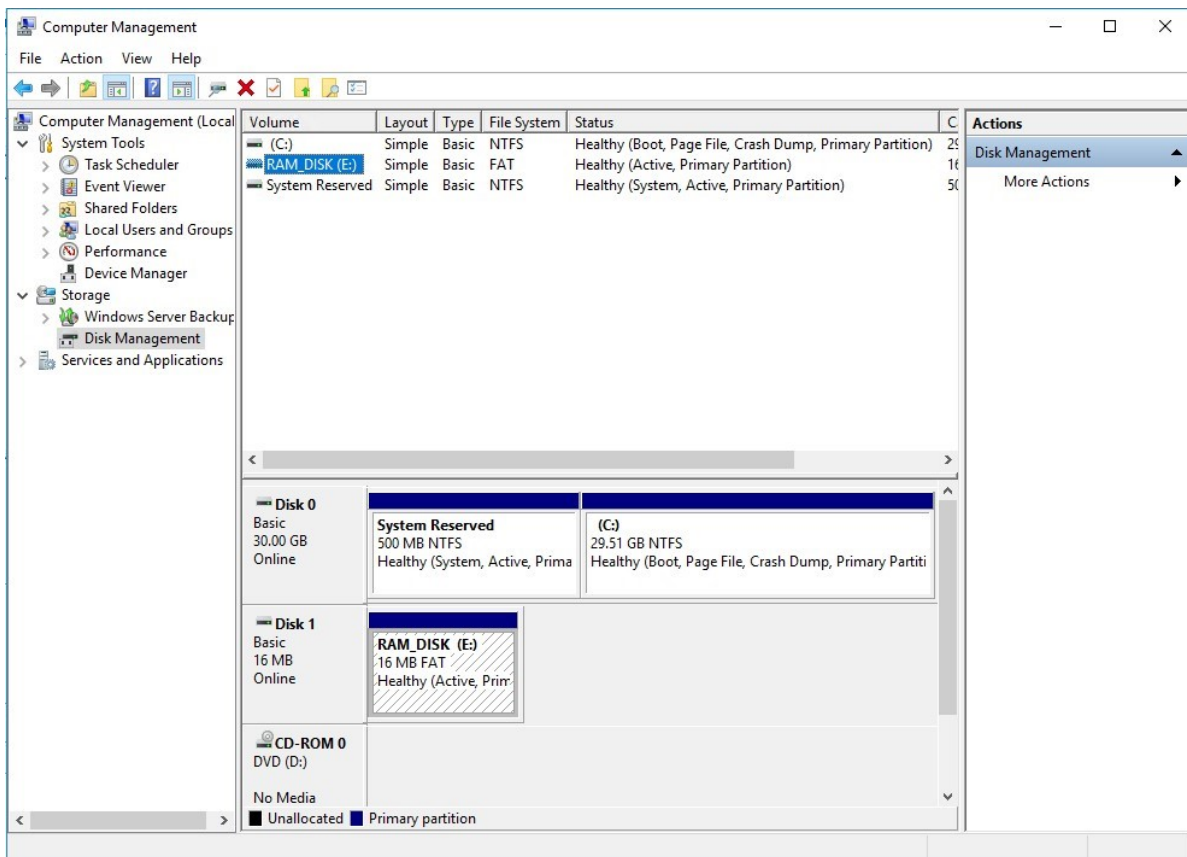 Computer Management
File Action View Help
Computer Management (Local
System Tools
Task Scheduler
Event Viewer
Shared Folders
Local Users and Groups
Performance
Device Manager
Storage
Windows Server Backup
Disk Management
Services and Applications
Volume Layout Type File System Status C
(C:) Simple Basic NTFS Healthy (Boot, Page File, Crash Dump, Primary Partition) 29
RAM_DISK (E:) Simple Basic FAT Healthy (Active, Primary Partition) 16
System Reserved Simple Basic NTFS Healthy (System, Active, Primary Partition) 50
Disk 0
Basic
30.00 GB
Online
System Reserved
500 MB NTFS
Healthy (System, Active, Prima
(C:)
29.51 GB NTFS
Healthy (Boot, Page File, Crash Dump, Primary Partiti
Disk 1
Basic
16 MB
Online
RAM_DISK (E:)
16 MB FAT
Healthy (Active, Prim
CD-ROM 0
DVD (D:)
No Media
Unallocated Primary partition
Actions
Disk Management
More Actions